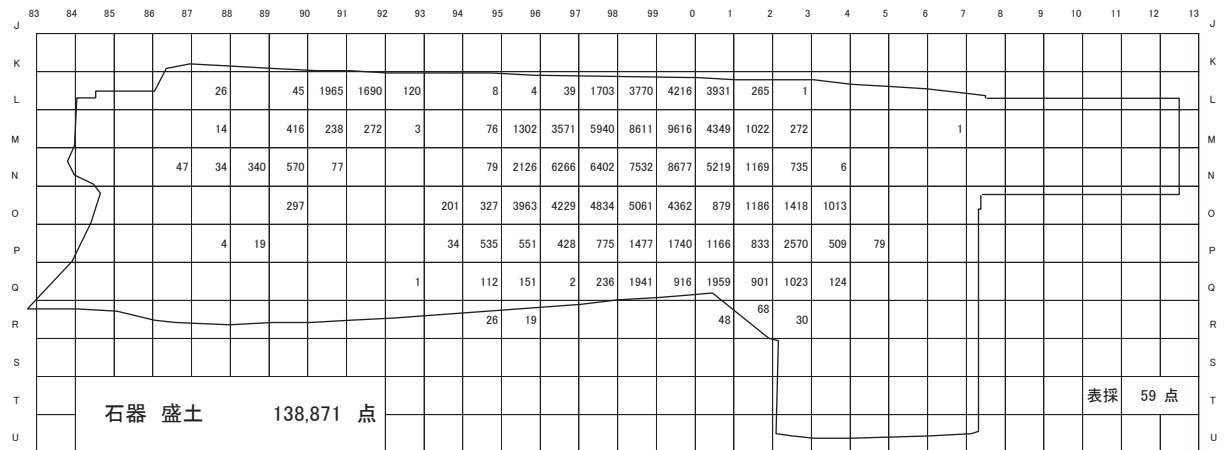 83 84 85 86 87 88 89 90 91 92 93 94 95 96 97 98 99 0 1 2 3 4 5 6 7 8 9 10 11 12 13
J J
K K
L 26 45 1965 1690 120 8 4 39 1703 3770 4216 3931 265 1 L
M 14 416 238 272 3 76 1302 3571 5940 8611 9616 4349 1022 272 1 M
N 47 34 340 570 77 79 2126 6266 6402 7532 8677 5219 1169 735 6 N
O 297 201 327 3963 4229 4834 5061 4362 879 1186 1418 1013 O
P 4 19 34 535 551 428 775 1477 1740 1166 833 2570 509 79 P
Q 1 112 151 2 236 1941 916 1959 901 1023 124 Q
R 26 19 48 68 30 R
S S
T 石器 盛土 138,871 点 表採 59 点 T
U U